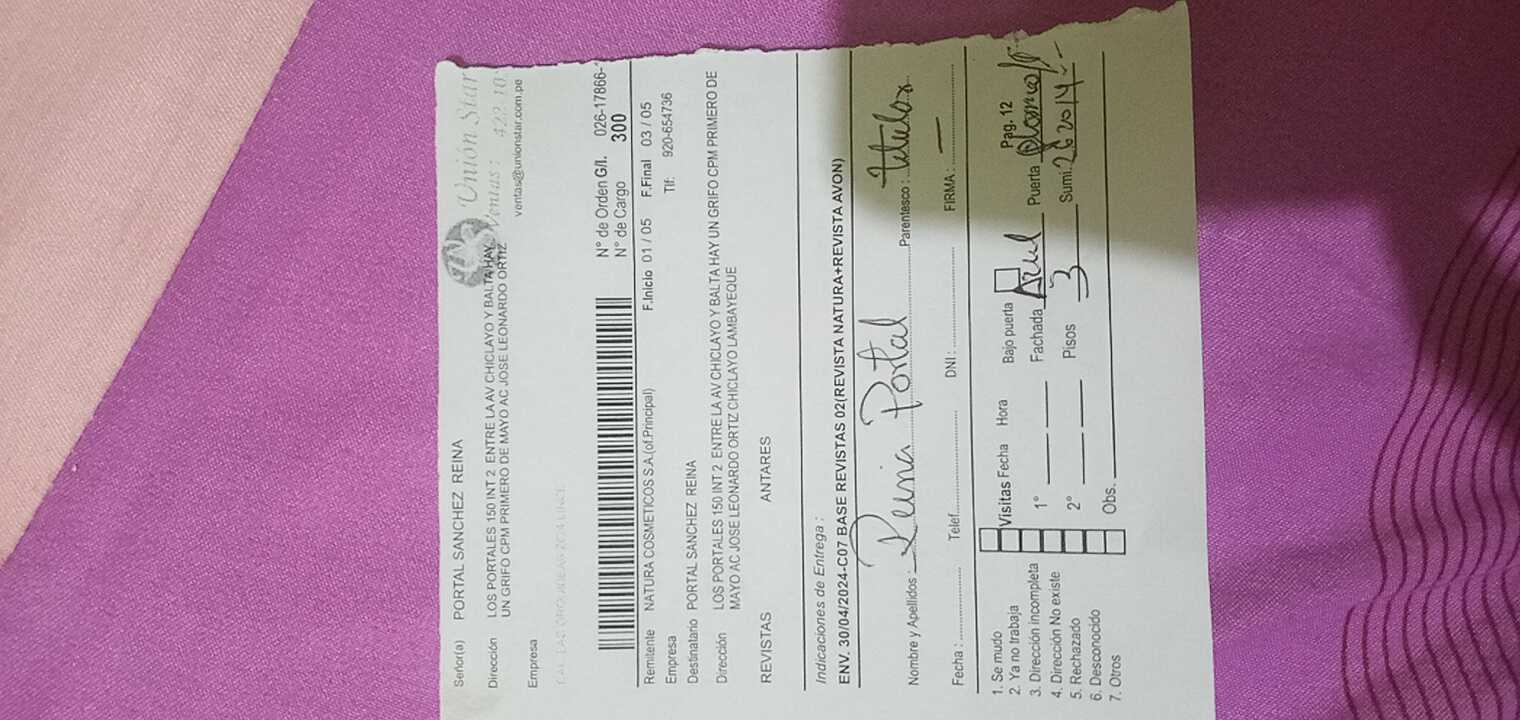 Señor(a) PORTAL SANCHEZ REINA
Unión Star
Dirección LOS PORTALES 150 INT 2 ENTRE LA AV CHICLAYO Y BALTA HAY
UN GRIFO CPM PRIMERO DE MAYO AC JOSE LEONARDO ORTIZ
Ventas :
ventas@unionstar.com.pe
Empresa
N° de Orden G/I. 026-17866-
N° de Cargo 300
Remitente NATURA COSMETICOS S.A.(of.Principal) F.Inicio 01 / 05 F.Final 03 / 05
Empresa Tlf: 920-654736
Destinatario PORTAL SANCHEZ REINA
Dirección LOS PORTALES 150 INT 2 ENTRE LA AV CHICLAYO Y BALTA HAY UN GRIFO CPM PRIMERO DE
MAYO AC JOSE LEONARDO ORTIZ CHICLAYO LAMBAYEQUE
REVISTAS ANTARES
Indicaciones de Entrega :
ENV. 30/04/2024-C07 BASE REVISTAS 02(REVISTA NATURA+REVISTA AVON)
Nombre y Apellidos : Reina Portal Parentesco : titular
Fecha : Telef. DNI : FIRMA : —
1. Se mudo
2. Ya no trabaja
3. Dirección incompleta
4. Dirección No existe
5. Rechazado
6. Desconocido
7. Otros
Visitas Fecha Hora Bajo puerta Pag. 12
1° Fachada Azul Puerta Plomo
2° Pisos 3 Sumi.
Obs.